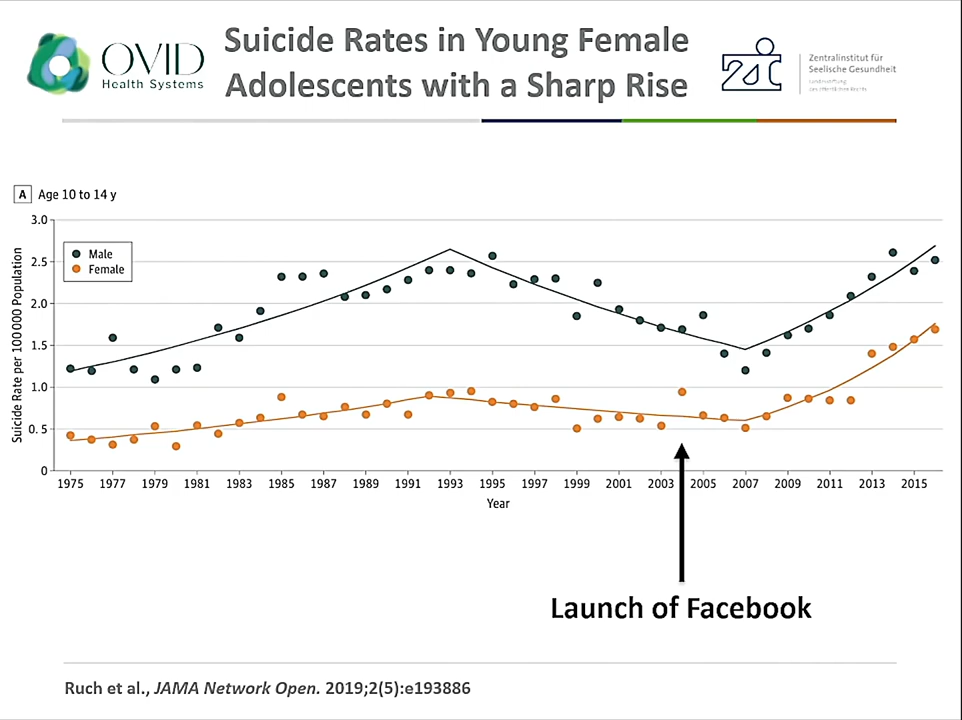 OVID
Health Systems
Suicide Rates in Young Female
Adolescents with a Sharp Rise
Zentralinstitut für
Seelische Gesundheit
A Age 10 to 14 y
Suicide Rate per 100 000 Population
3.0
2.5
2.0
1.5
1.0
0.5
0
Male
Female
1975 1977 1979 1981 1983 1985 1987 1989 1991 1993 1995 1997 1999 2001 2003 2005 2007 2009 2011 2013 2015
Year
Launch of Facebook
Ruch et al., JAMA Network Open. 2019;2(5):e193886